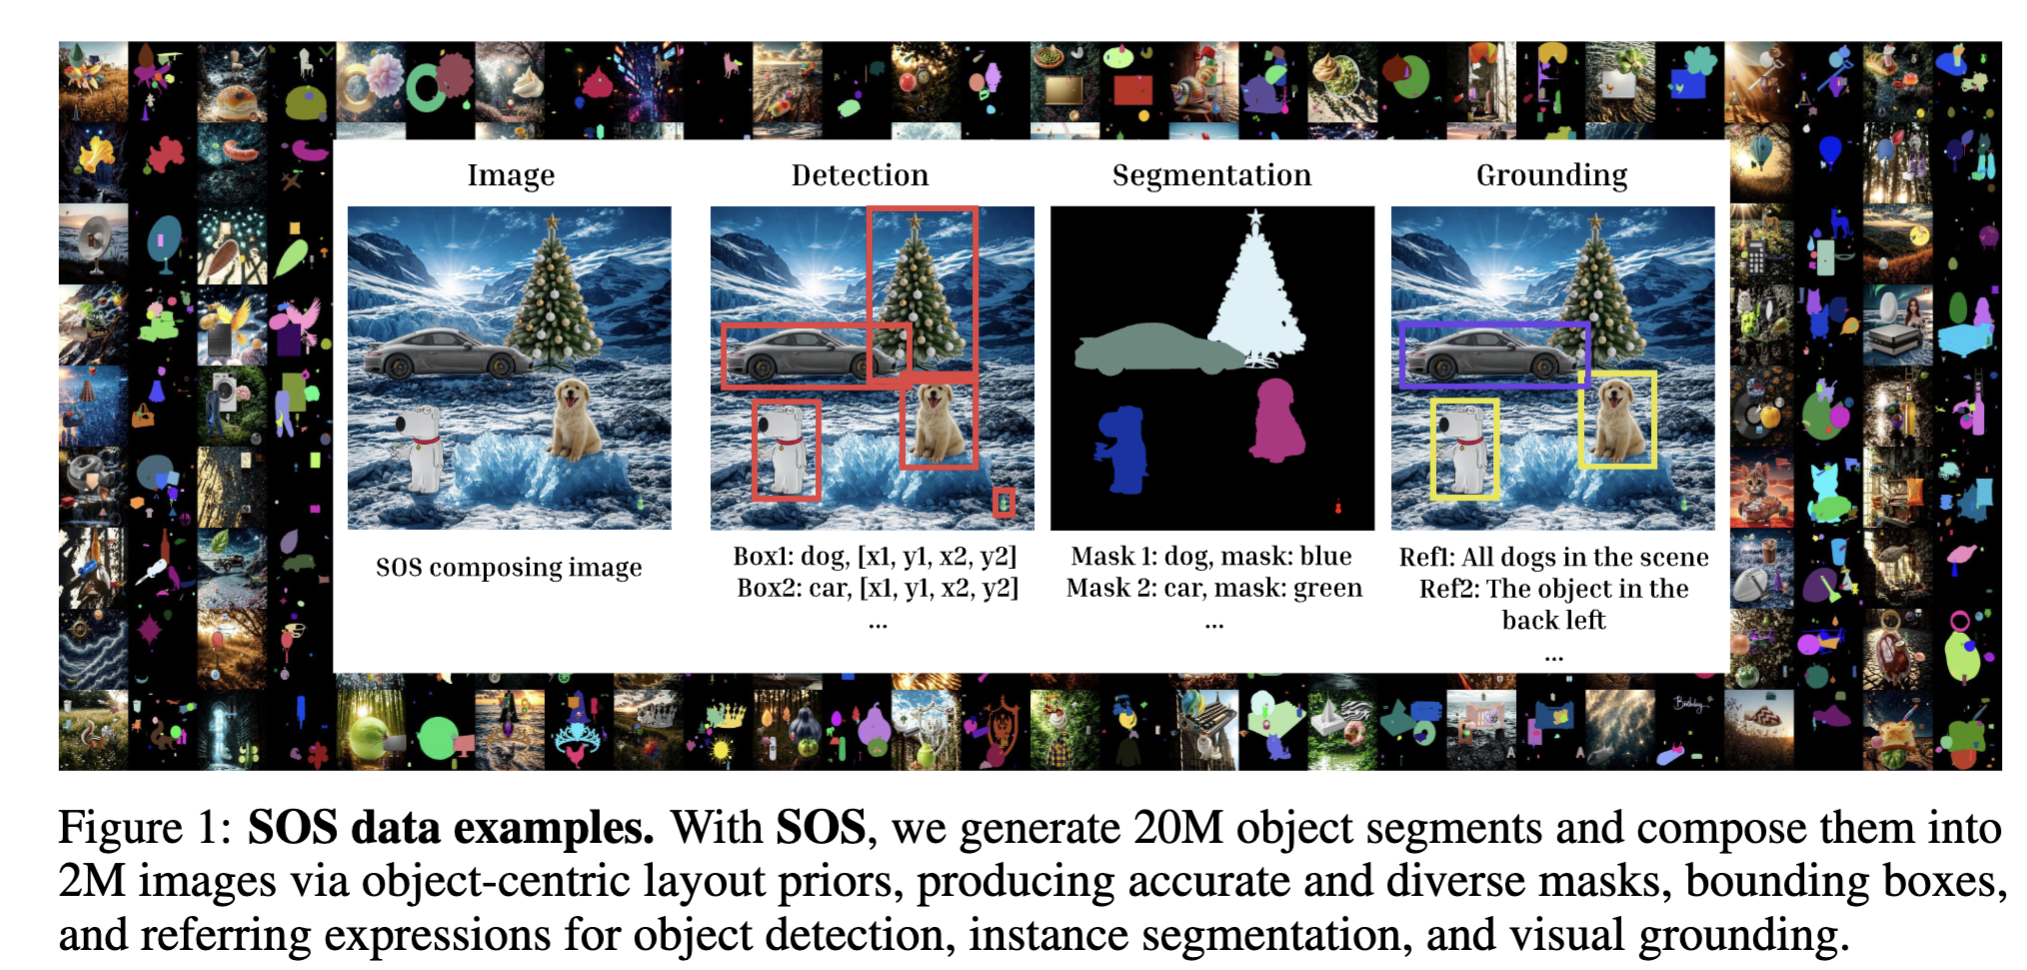 Image
Detection
Segmentation
Grounding
SOS composing image
Box1: dog, [x1, y1, x2, y2]
Box2: car, [x1, y1, x2, y2]
...
Mask 1: dog, mask: blue
Mask 2: car, mask: green
...
Ref1: All dogs in the scene
Ref2: The object in the
back left
...
Birthday
A
A
Figure 1: SOS data examples. With SOS, we generate 20M object segments and compose them into
2M images via object-centric layout priors, producing accurate and diverse masks, bounding boxes,
and referring expressions for object detection, instance segmentation, and visual grounding.